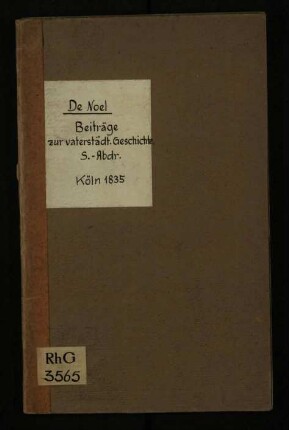 De Noel
Beiträge
zur vaterstädt. Geschichte
S.-Abdr.
Köln 1835
RhG
3565